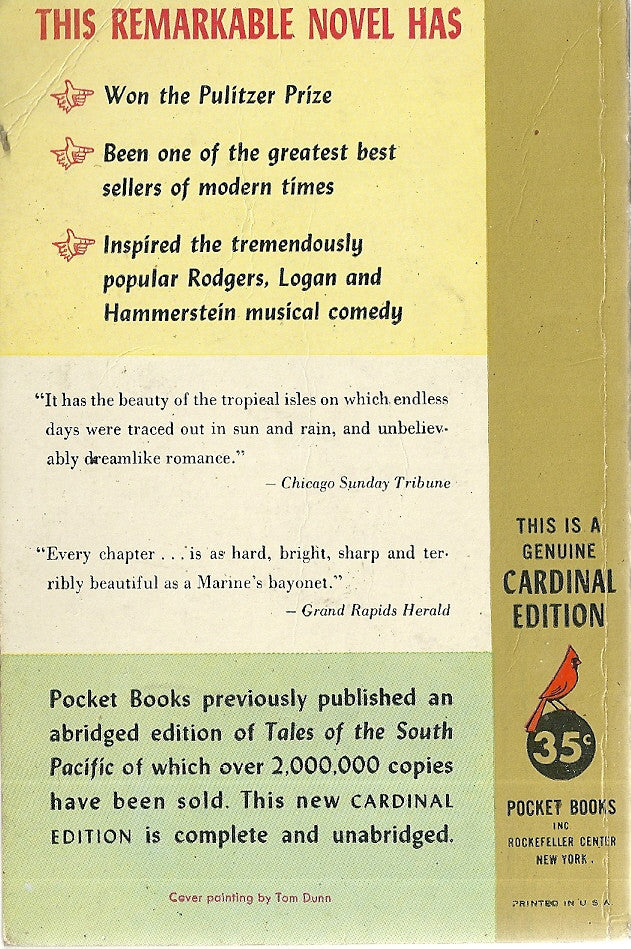 THIS REMARKABLE NOVEL HAS
Won the Pulitzer Prize
Been one of the greatest best
sellers of modern times
Inspired the tremendously
popular Rodgers, Logan and
Hammerstein musical comedy
“It has the beauty of the tropical isles on which endless
days were traced out in sun and rain, and unbeliev-
ably dreamlike romance.”
— Chicago Sunday Tribune
“Every chapter . . . is as hard, bright, sharp and ter-
ribly beautiful as a Marine’s bayonet.”
— Grand Rapids Herald
Pocket Books previously published an
abridged edition of Tales of the South
Pacific of which over 2,000,000 copies
have been sold. This new CARDINAL
EDITION is complete and unabridged.
Cover painting by Tom Dunn
THIS IS A
GENUINE
CARDINAL
EDITION
35c
POCKET BOOKS
INC
ROCKEFELLER CENTER
NEW YORK.
PRINTED IN U S A